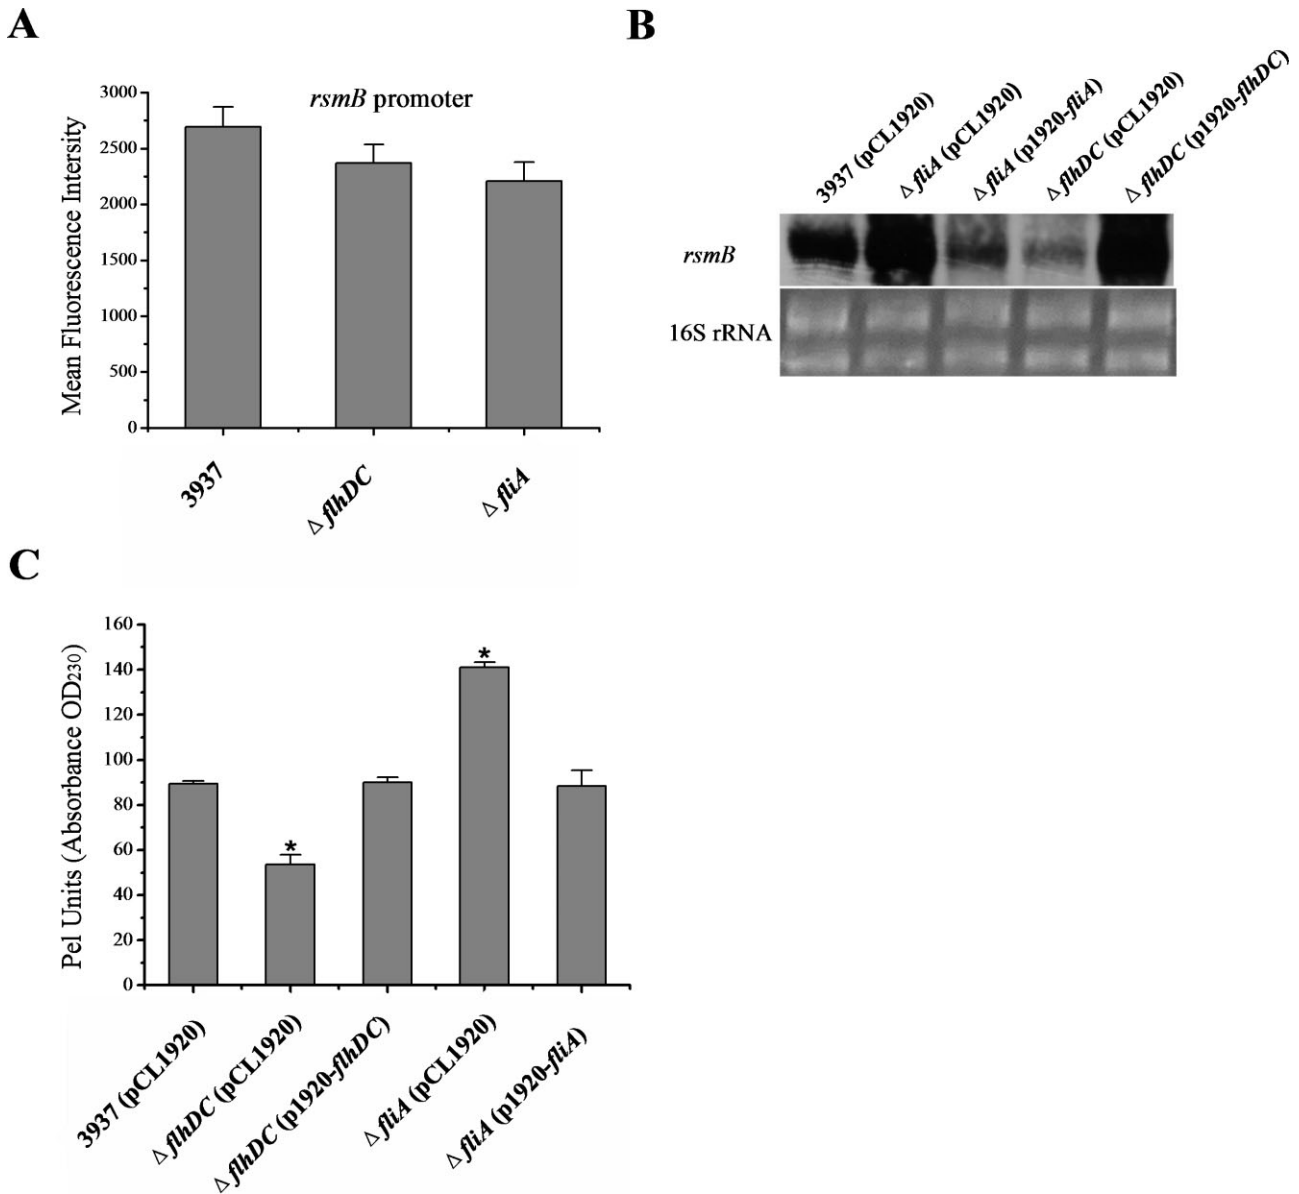 A
rsmB promoter
Mean Fluorescence Intensity
3000
2500
2000
1500
1000
500
0
3937
△ flhDC
△ fliA
B
3937 (pCL1920)
△ fliA (pCL1920)
△ fliA (p1920-fliA)
△ flhDC (pCL1920)
△ flhDC (p1920-flhDC)
rsmB
16S rRNA
C
Pel Units (Absorbance OD230)
160
140
120
100
80
60
40
20
0
*
*
3937 (pCL1920)
△ flhDC (pCL1920)
△ flhDC (p1920-flhDC)
△ fliA (pCL1920)
△ fliA (p1920-fliA)